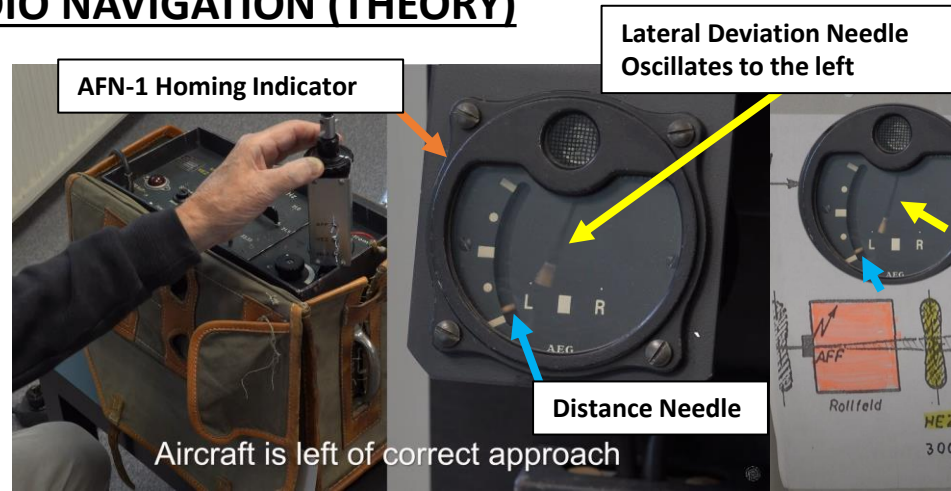 DIO NAVIGATION (THEORY)
Lateral Deviation Needle
Oscillates to the left
AFN-1 Homing Indicator
L R
AEG
L R
AEG
Distance Needle
AFF
Rollfeld
HEZ
300
Aircraft is left of correct approach